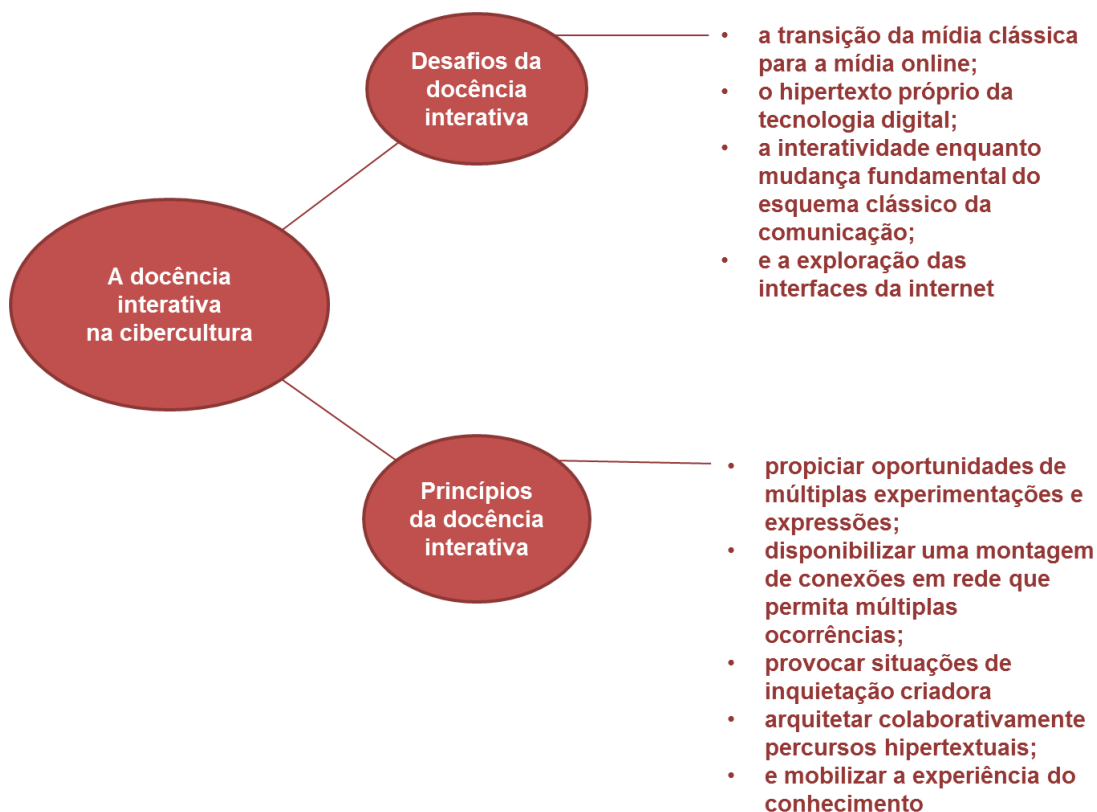 A docência
interativa
na cibercultura
Desafios da
docência
interativa
• a transição da mídia clássica
para a mídia online;
• o hipertexto próprio da
tecnologia digital;
• a interatividade enquanto
mudança fundamental do
esquema clássico da
comunicação;
• e a exploração das
interfaces da internet
Princípios
da docência
interativa
• propiciar oportunidades de
múltiplas experimentações e
expressões;
• disponibilizar uma montagem
de conexões em rede que
permita múltiplas
ocorrências;
• provocar situações de
inquietação criadora
• arquitetar colaborativamente
percursos hipertextuais;
• e mobilizar a experiência do
conhecimento